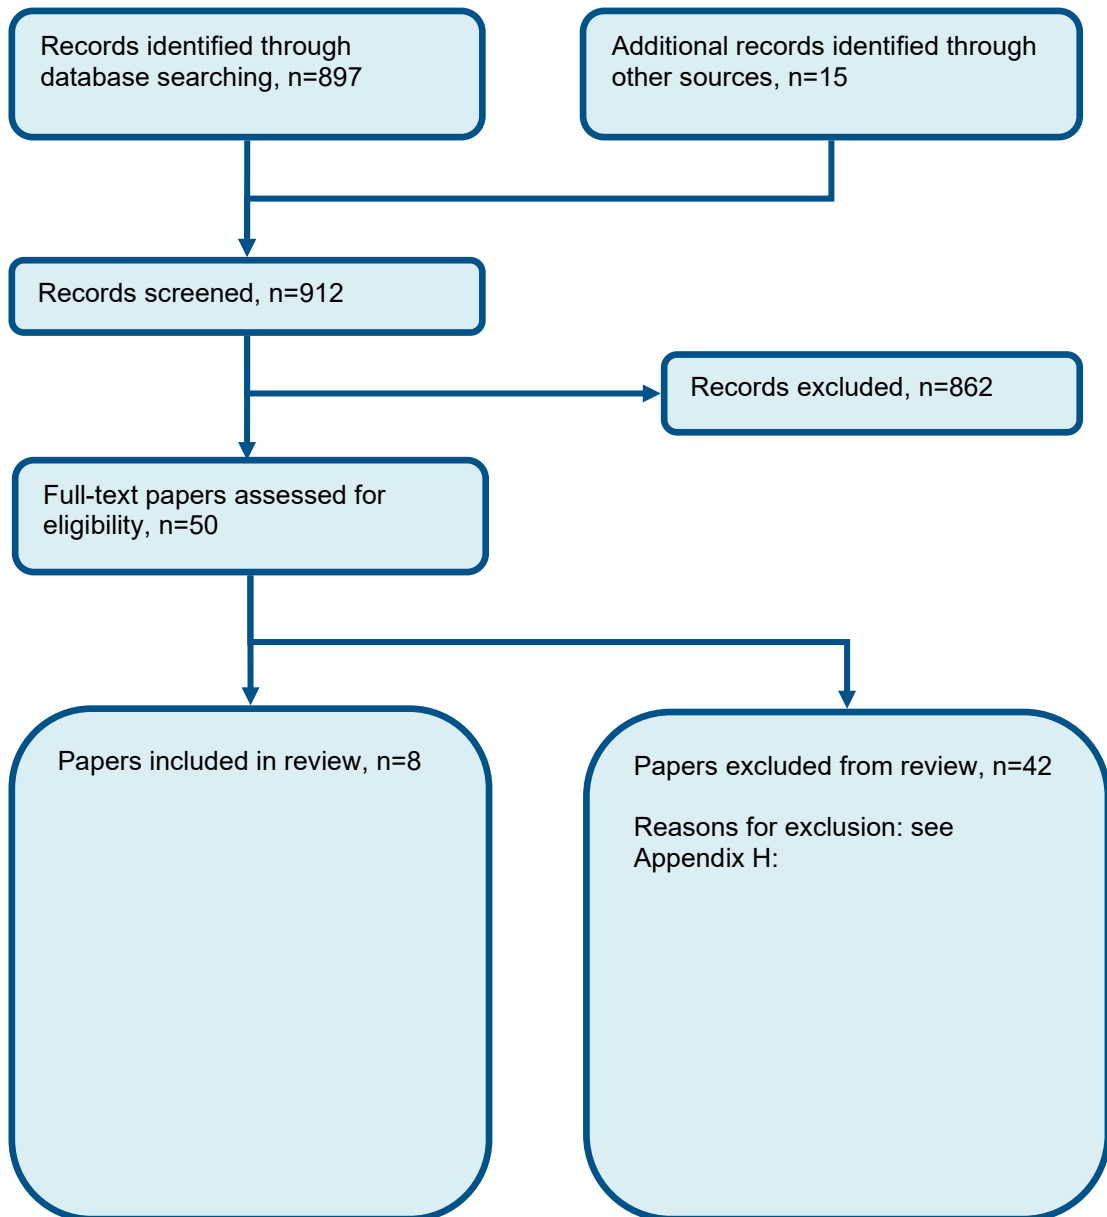 Records identified through
database searching, n=897
Additional records identified through
other sources, n=15
Records screened, n=912
Records excluded, n=862
Full-text papers assessed for
eligibility, n=50
Papers included in review, n=8
Papers excluded from review, n=42
Reasons for exclusion: see
Appendix H: